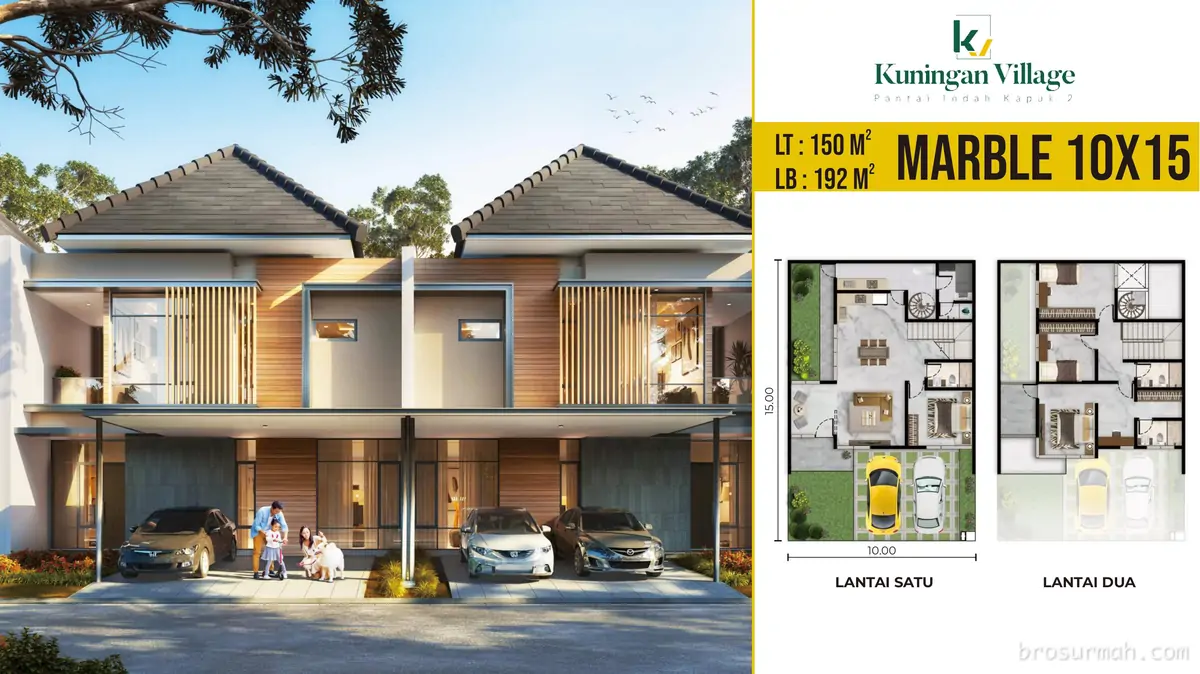 Kuningan Village
Pantai Indah Kapuk 2
LT : 150 M²
LB : 192 M²
MARBLE 10X15
15.00
10.00
LANTAI SATU
LANTAI DUA
brosurmah.com